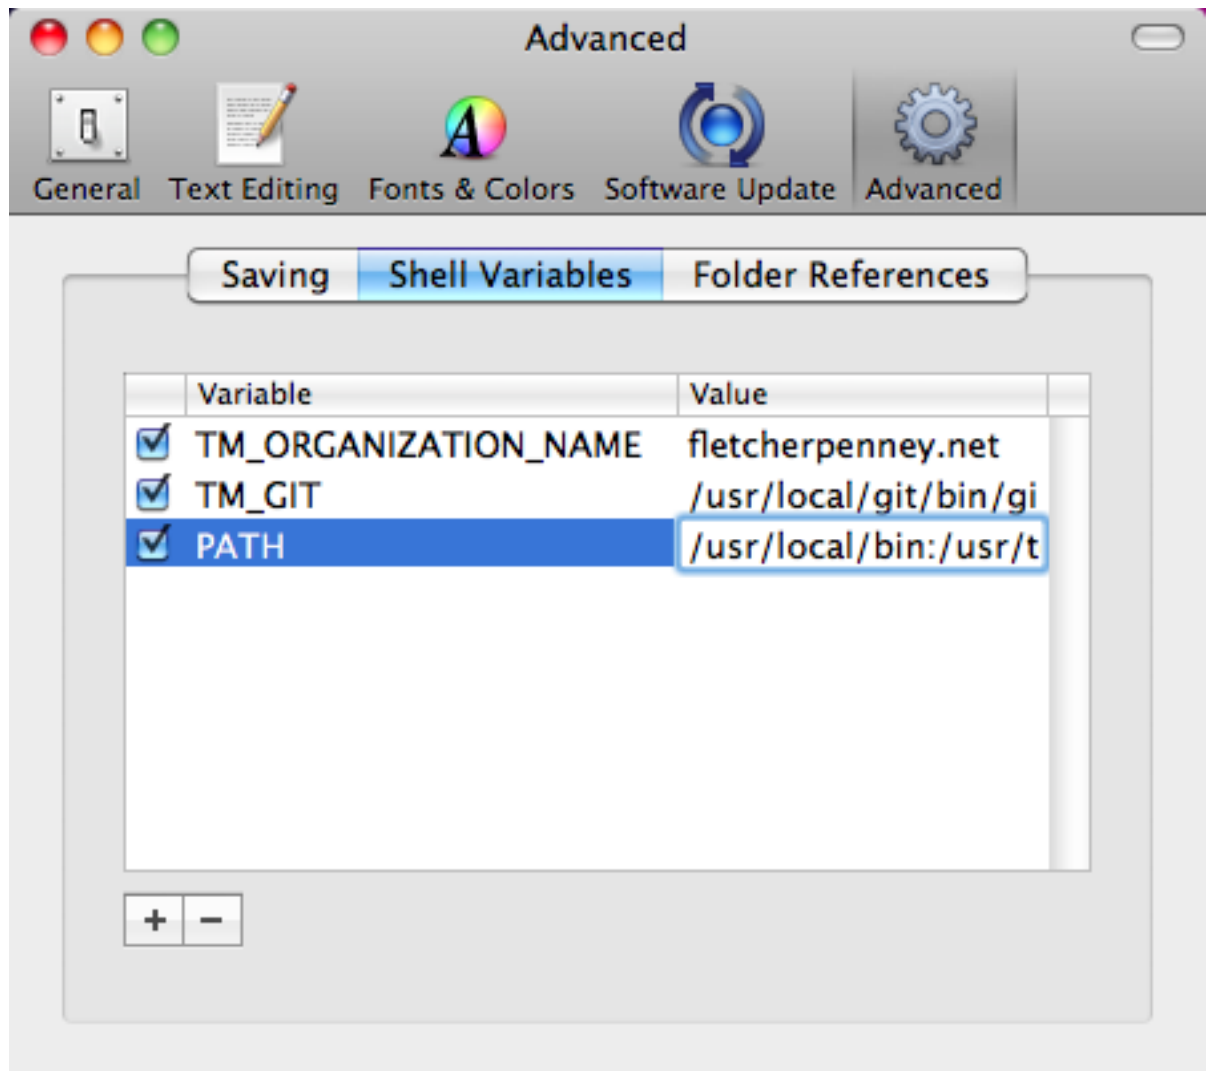 Advanced
General Text Editing Fonts & Colors Software Update Advanced
Saving Shell Variables Folder References
Variable Value
TM_ORGANIZATION_NAME fletcherpenney.net
TM_GIT /usr/local/git/bin/gi
PATH /usr/local/bin:/usr/t